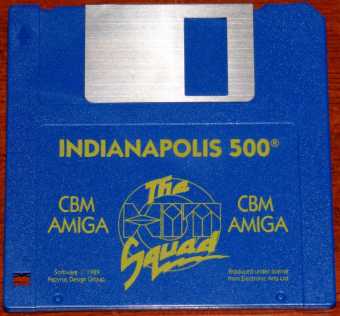 INDIANAPOLIS 500®
The
CBM
AMIGA
KIXX
CBM
AMIGA
Squad
Software © 1989
Papyrus Design Group.
Produced under license
from Electronic Arts Ltd